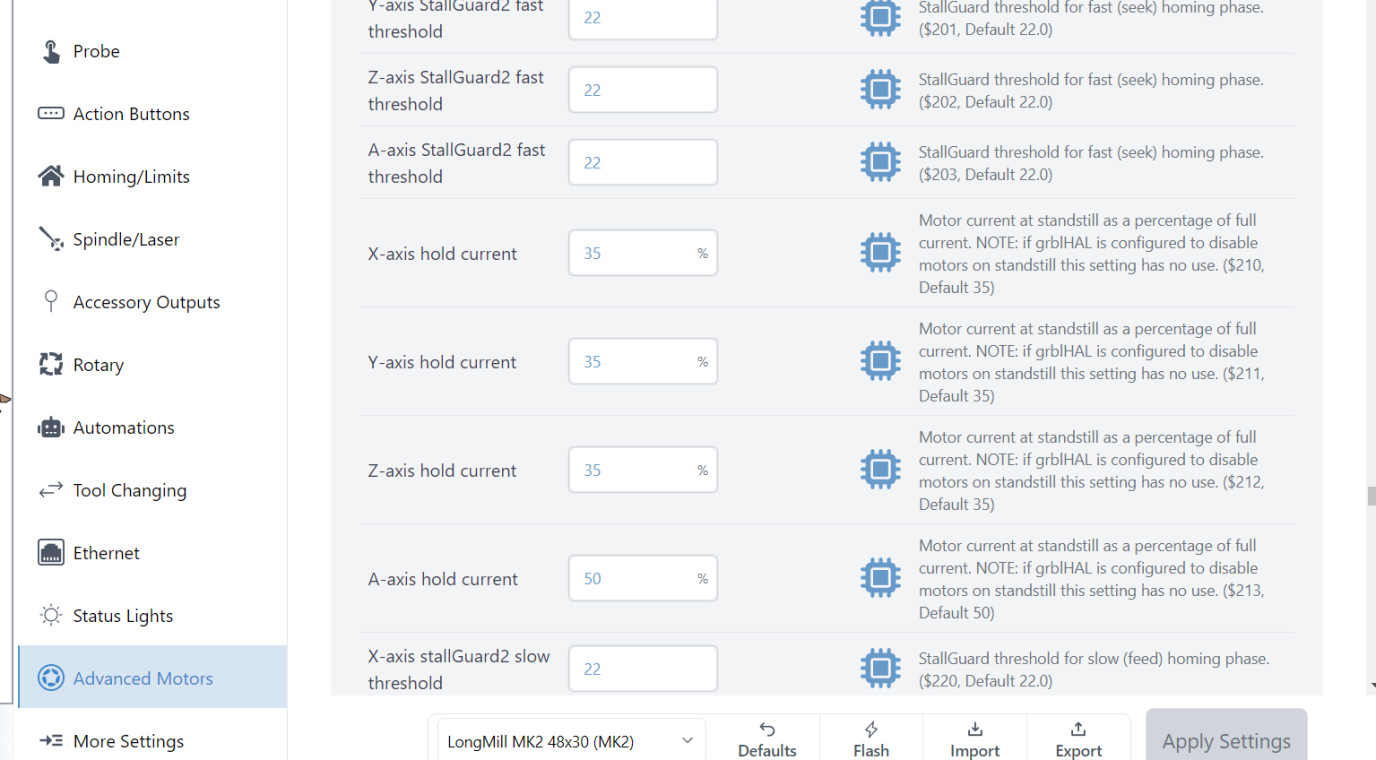 Probe
Action Buttons
Homing/Limits
Spindle/Laser
Accessory Outputs
Rotary
Automations
Tool Changing
Ethernet
Status Lights
Advanced Motors
More Settings
Y-axis StallGuard2 fast
threshold
22
StallGuard threshold for fast (seek) homing phase.
($201, Default 22.0)
Z-axis StallGuard2 fast
threshold
22
StallGuard threshold for fast (seek) homing phase.
($202, Default 22.0)
A-axis StallGuard2 fast
threshold
22
StallGuard threshold for fast (seek) homing phase.
($203, Default 22.0)
X-axis hold current
35 %
Motor current at standstill as a percentage of full
current. NOTE: if grblHAL is configured to disable
motors on standstill this setting has no use. ($210,
Default 35)
Y-axis hold current
35 %
Motor current at standstill as a percentage of full
current. NOTE: if grblHAL is configured to disable
motors on standstill this setting has no use. ($211,
Default 35)
Z-axis hold current
35 %
Motor current at standstill as a percentage of full
current. NOTE: if grblHAL is configured to disable
motors on standstill this setting has no use. ($212,
Default 35)
A-axis hold current
50 %
Motor current at standstill as a percentage of full
current. NOTE: if grblHAL is configured to disable
motors on standstill this setting has no use. ($213,
Default 50)
X-axis stallGuard2 slow
threshold
22
StallGuard threshold for slow (feed) homing phase.
($220, Default 22.0)
LongMill MK2 48x30 (MK2)
Defaults
Flash
Import
Export
Apply Settings